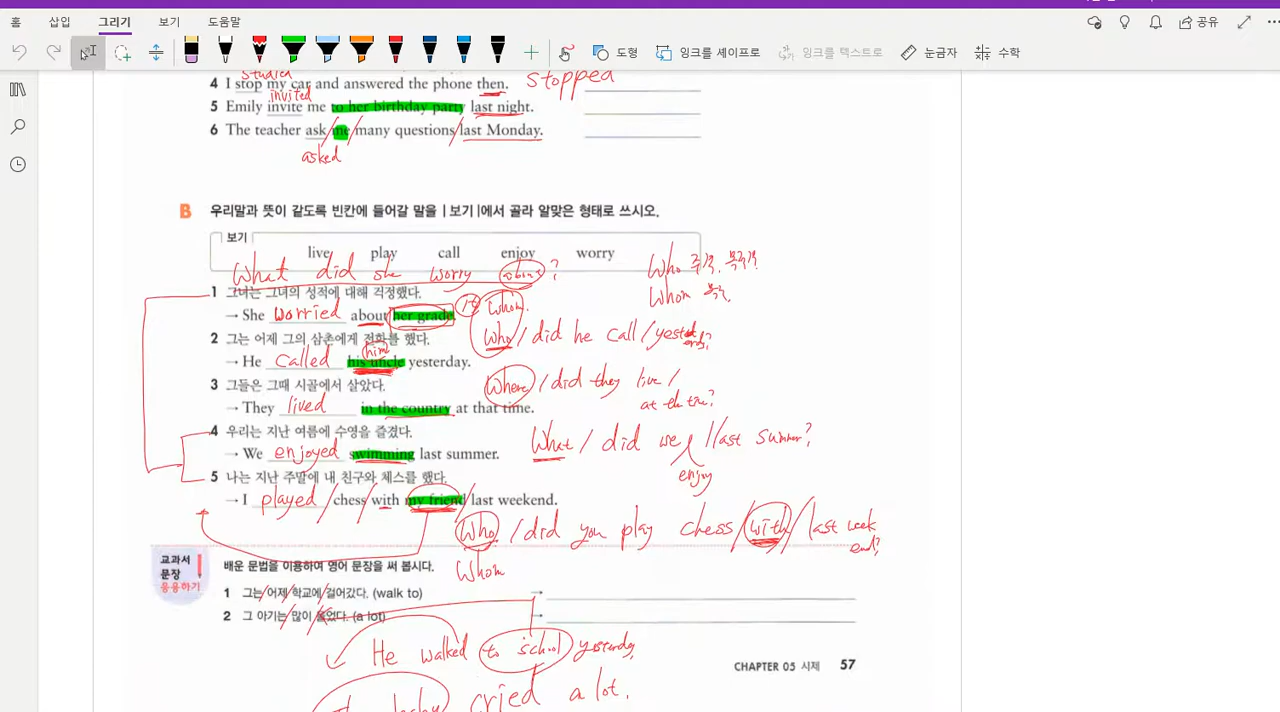 홈 삽입 그리기 보기 도움말 공유
도형 잉크를 셰이프로 잉크를 텍스트로 눈금자 수학
studied
4 I stop my car and answered the phone then. stopped
invited
5 Emily invite me to her birthday party last night.
6 The teacher ask / me / many questions / last Monday.
asked
B 우리말과 뜻이 같도록 빈칸에 들어갈 말을 |보기|에서 골라 알맞은 형태로 쓰시오.
보기
live play call enjoy worry
What did she worry about?
Who 주격. 목적격.
Whom
1 그녀는 그녀의 성적에 대해 걱정했다.
→ She worried about her grade. it
Whom.
Who / did he call / yesterday?
2 그는 어제 그의 삼촌에게 전화를 했다.
him
→ He called his uncle yesterday.
3 그들은 그때 시골에서 살았다.
Where / did they live /
at the time?
→ They lived in the country at that time.
4 우리는 지난 여름에 수영을 즐겼다.
What / did we / last summer?
enjoy
→ We enjoyed swimming last summer.
5 나는 지난 주말에 내 친구와 체스를 했다.
→ I played / chess / with my friend / last weekend.
Who / did you play chess / with / last week
end?
Whom
교과서
문장
응용하기
배운 문법을 이용하여 영어 문장을 써 봅시다.
1 그는 / 어제 / 학교에 / 걸어갔다. (walk to) →
2 그 아기는 / 많이 / 울었다. (a lot) →
He walked to school yesterday.
CHAPTER 05 시제 57
The baby cried a lot.